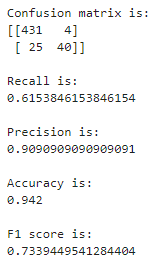 Confusion matrix is:
[[431   4]
 [ 25  40]]
Recall is:
0.6153846153846154
Precision is:
0.9090909090909091
Accuracy is:
0.942
F1 score is:
0.7339449541284404